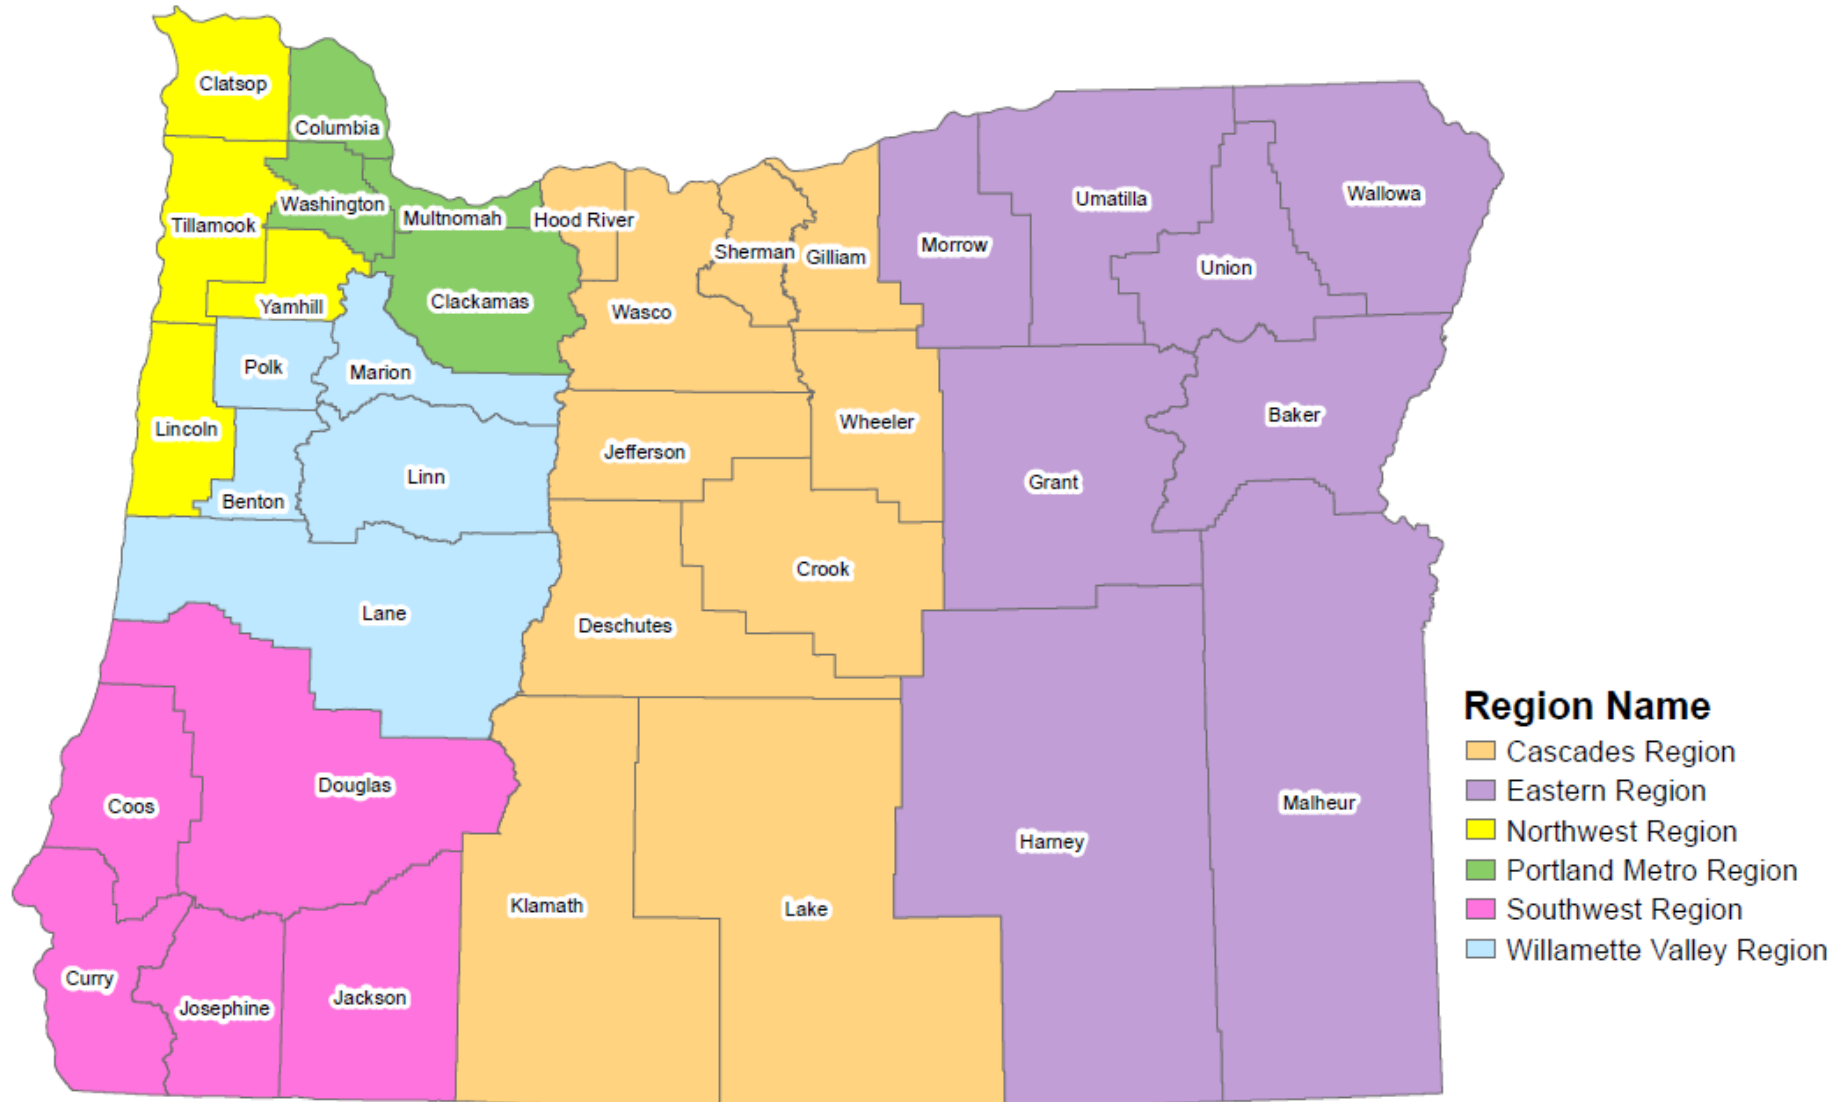 Clatsop
Columbia
Washington
Tillamook
Multnomah
Hood River
Yamhill
Clackamas
Wasco
Sherman
Gilliam
Morrow
Umatilla
Union
Wallowa
Polk
Marion
Lincoln
Linn
Benton
Jefferson
Wheeler
Grant
Baker
Lane
Deschutes
Crook
Coos
Douglas
Klamath
Lake
Harney
Malheur
Curry
Josephine
Jackson
Region Name
Cascades Region
Eastern Region
Northwest Region
Portland Metro Region
Southwest Region
Willamette Valley Region